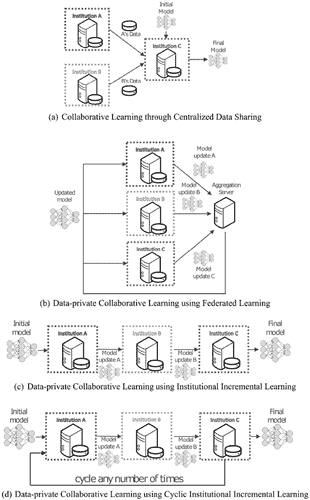 Institution A
A's Data
Initial
Model
Institution C
Final
Model
Institution B
B's Data
(a) Collaborative Learning through Centralized Data Sharing
Institution A
Model
update A
Updated
model
Institution B
Model
update B
Aggregation
Server
Institution C
Model
update C
(b) Data-private Collaborative Learning using Federated Learning
Initial
model
Institution A
Model
update A
Institution B
Model
update B
Institution C
Final
model
(c) Data-private Collaborative Learning using Institutional Incremental Learning
Initial
model
Institution A
Model
update A
Institution B
Model
update B
Institution C
Final
model
cycle any number of times
(d) Data-private Collaborative Learning using Cyclic Institutional Incremental Learning